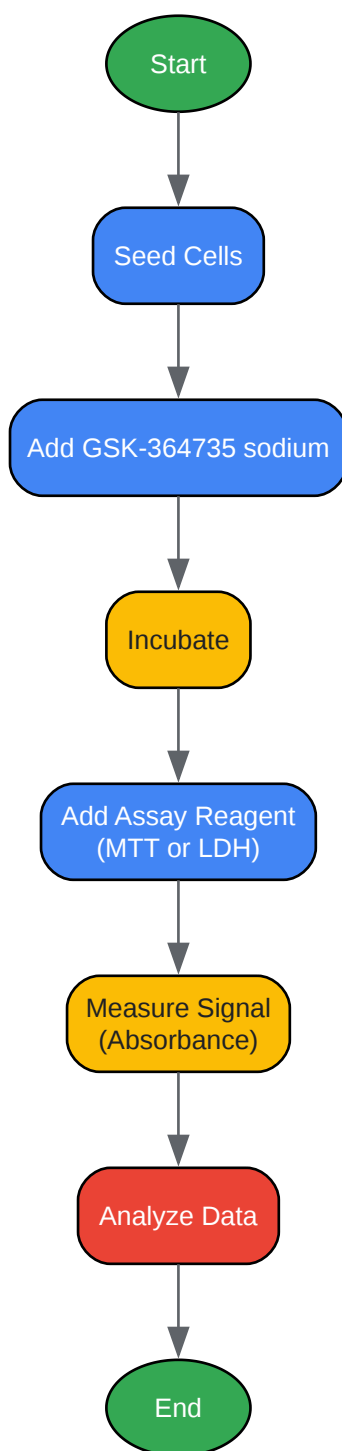 Start
Seed Cells
Add GSK-364735 sodium
Incubate
Add Assay Reagent
(MTT or LDH)
Measure Signal
(Absorbance)
Analyze Data
End